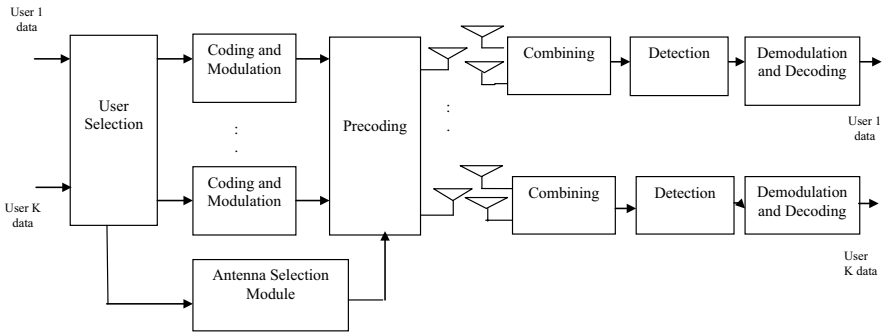 User 1
data
User
Selection
User K
data
Coding and
Modulation
:
.
Coding and
Modulation
Antenna Selection
Module
Precoding
:
.
Combining
Detection
Demodulation
and Decoding
User 1
data
:
.
Combining
Detection
Demodulation
and Decoding
User
K data